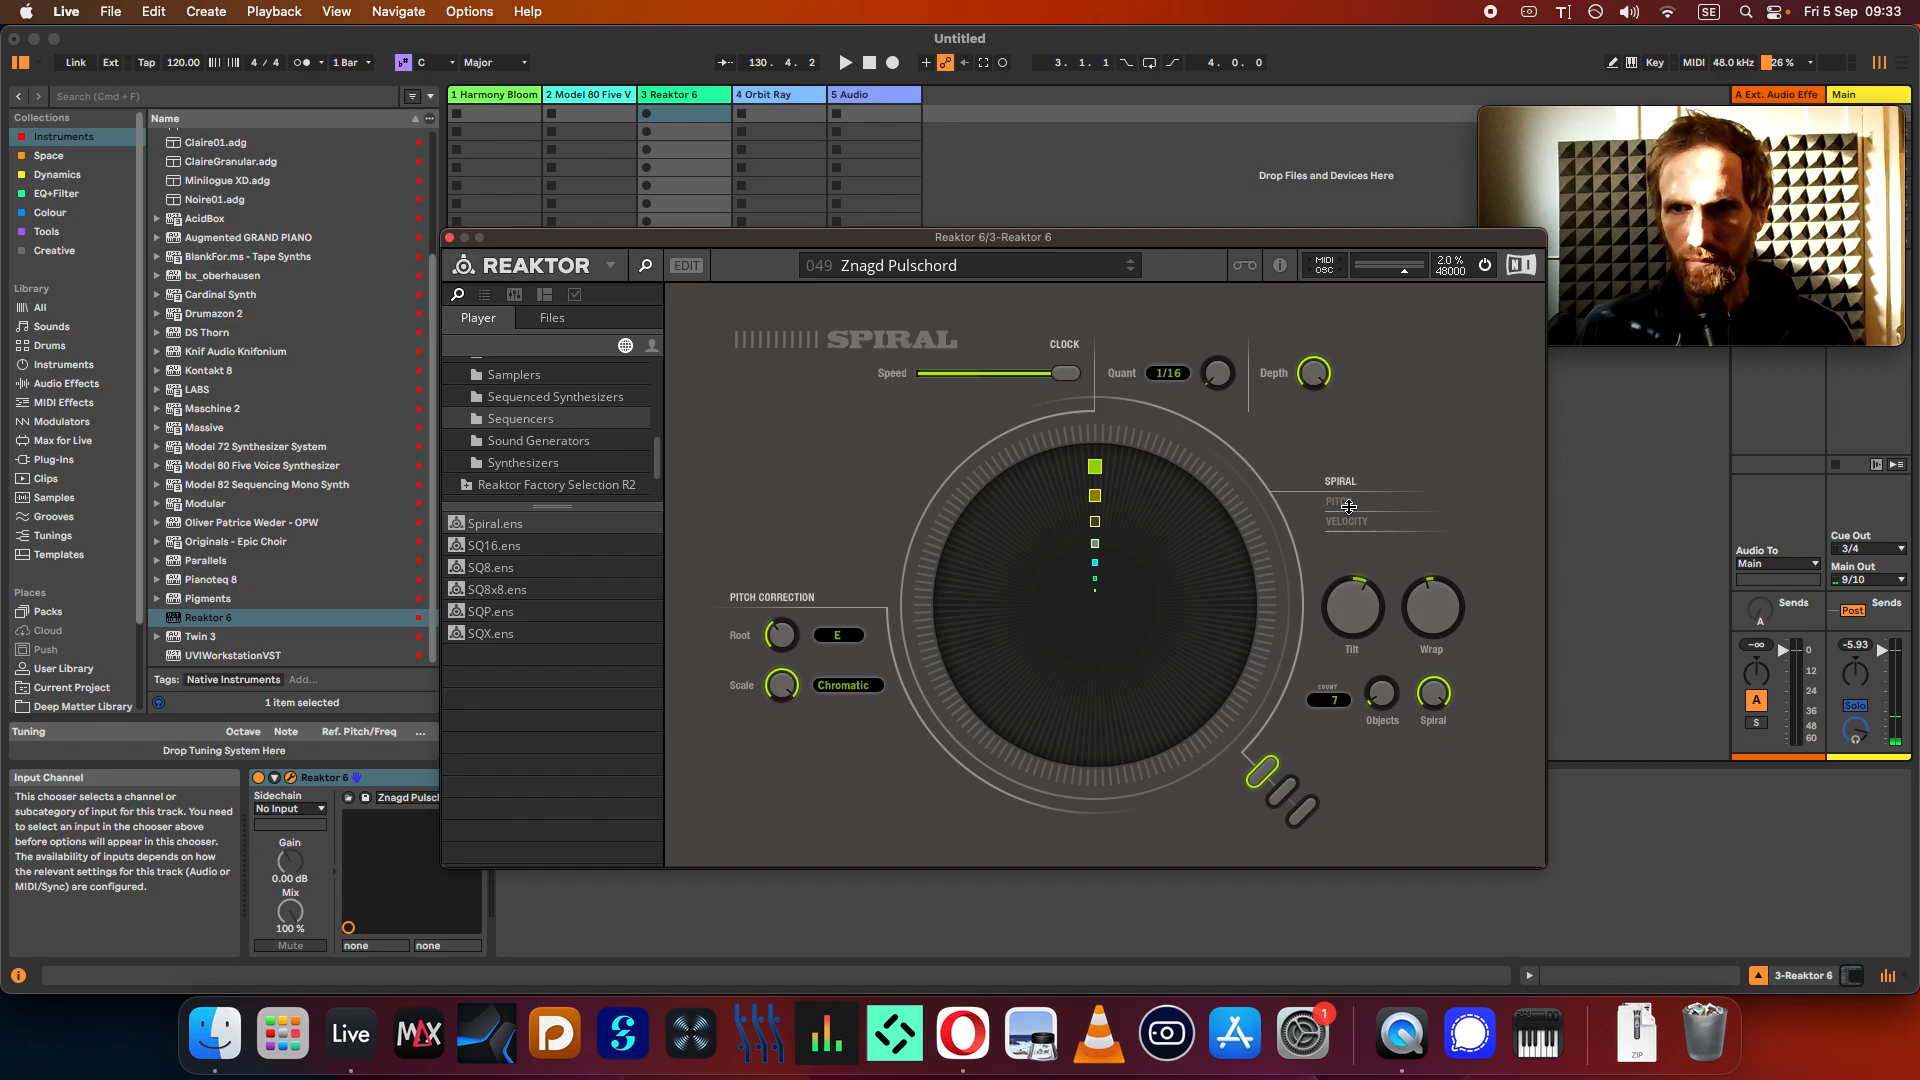 Live File Edit Create Playback View Navigate Options Help SE Fri 5 Sep 09:33
Untitled
Link Ext Tap 120.00 4 / 4 1 Bar C Major 130 . 4 . 2 3 . 1 . 1 4 . 0 . 0 Key MIDI 48.0 kHz 26 %
Search (Cmd + F)
Collections
Instruments
Space
Dynamics
EQ+Filter
Colour
Tools
Creative
Library
All
Sounds
Drums
Instruments
Audio Effects
MIDI Effects
Modulators
Max for Live
Plug-Ins
Clips
Samples
Grooves
Tunings
Templates
Places
Packs
Cloud
Push
User Library
Current Project
Deep Matter Library
Name
Claire01.adg
ClaireGranular.adg
Minilogue XD.adg
Noire01.adg
AcidBox
Augmented GRAND PIANO
BlankFor.ms - Tape Synths
bx_oberhausen
Cardinal Synth
Drumazon 2
DS Thorn
Knif Audio Knifonium
Kontakt 8
LABS
Maschine 2
Massive
Model 72 Synthesizer System
Model 80 Five Voice Synthesizer
Model 82 Sequencing Mono Synth
Modular
Oliver Patrice Weder - OPW
Originals - Epic Choir
Parallels
Pianoteq 8
Pigments
Reaktor 6
Twin 3
UVIWorkstationVST
Tags: Native Instruments Add...
1 item selected
Tuning Octave Note Ref. Pitch/Freq ...
Drop Tuning System Here
1 Harmony Bloom 2 Model 80 Five V 3 Reaktor 6 4 Orbit Ray 5 Audio A Ext. Audio Effe Main
Drop Files and Devices Here
Reaktor 6/3-Reaktor 6
REAKTOR EDIT 049 Znagd Pulschord MIDI OSC 2.0 % 48000 NI
Player Files
Samplers
Sequenced Synthesizers
Sequencers
Sound Generators
Synthesizers
Reaktor Factory Selection R2
Spiral.ens
SQ16.ens
SQ8.ens
SQ8x8.ens
SQP.ens
SQX.ens
SPIRAL
CLOCK
Speed Quant 1/16 Depth
SPIRAL
VELOCITY
PITCH CORRECTION
Root E
Scale Chromatic
Tilt Wrap
COUNT
7
Objects Spiral
Audio To
Main
Cue Out
3/4
Main Out
9/10
Sends
A
Post Sends
-∞ 0
A 12
24
S 36
48
60
-5.93 0
12
24
Solo 36
48
60
Input Channel
This chooser selects a channel or
subcategory of input for this track. You need
to select an input in the chooser above
before options will appear in this chooser.
The availability of inputs depends on how
the relevant settings for this track (Audio or
MIDI/Sync) are configured.
Reaktor 6
Sidechain
No Input
Gain
0.00 dB
Mix
100 %
Mute
none none
3-Reaktor 6
Live MAX 1 ZIP